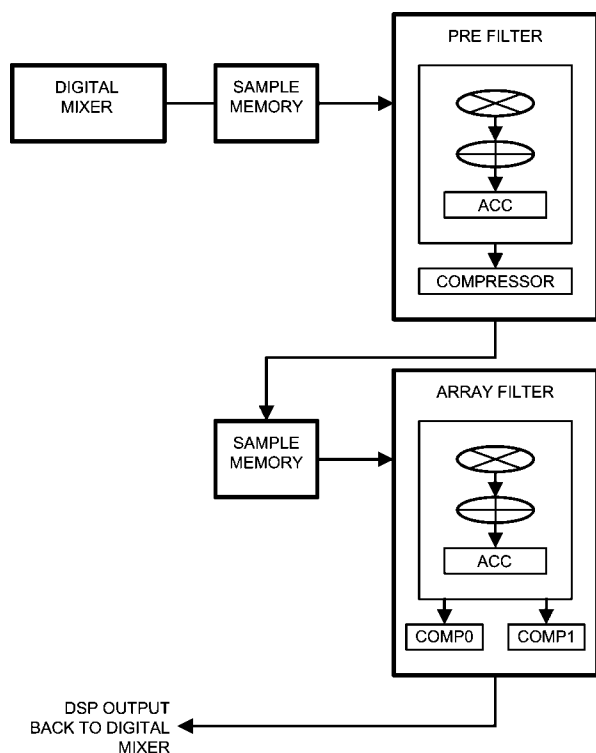 PRE FILTER
DIGITAL
MIXER
SAMPLE
MEMORY
ACC
COMPRESSOR
ARRAY FILTER
SAMPLE
MEMORY
ACC
COMP0
COMP1
DSP OUTPUT
BACK TO DIGITAL
MIXER